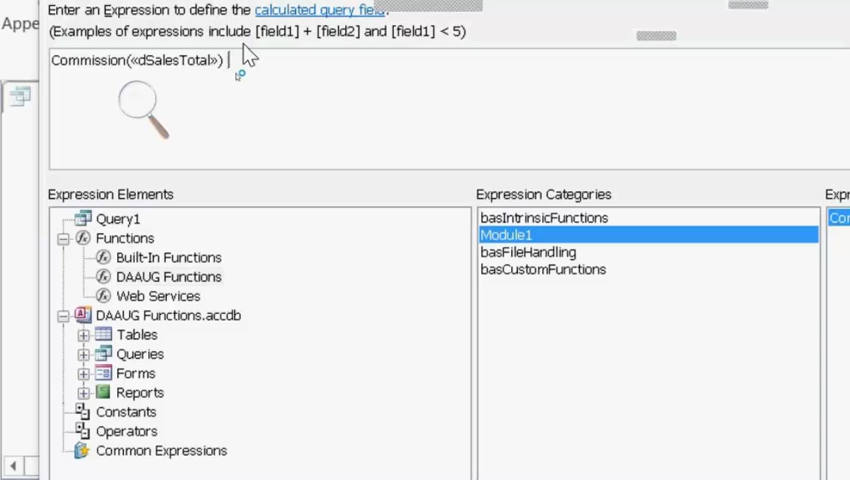 Enter an Expression to define the calculated query field.
Appe
(Examples of expressions include [field1] + [field2] and [field1] < 5)
Commission(«dSalesTotal»)
Expression Elements
Expression Categories
Expr
Query1
Functions
Built-In Functions
DAAUG Functions
Web Services
DAAUG Functions.accdb
Tables
Queries
Forms
Reports
Constants
Operators
Common Expressions
basIntrinsicFunctions
Module1
basFileHandling
basCustomFunctions
Cor